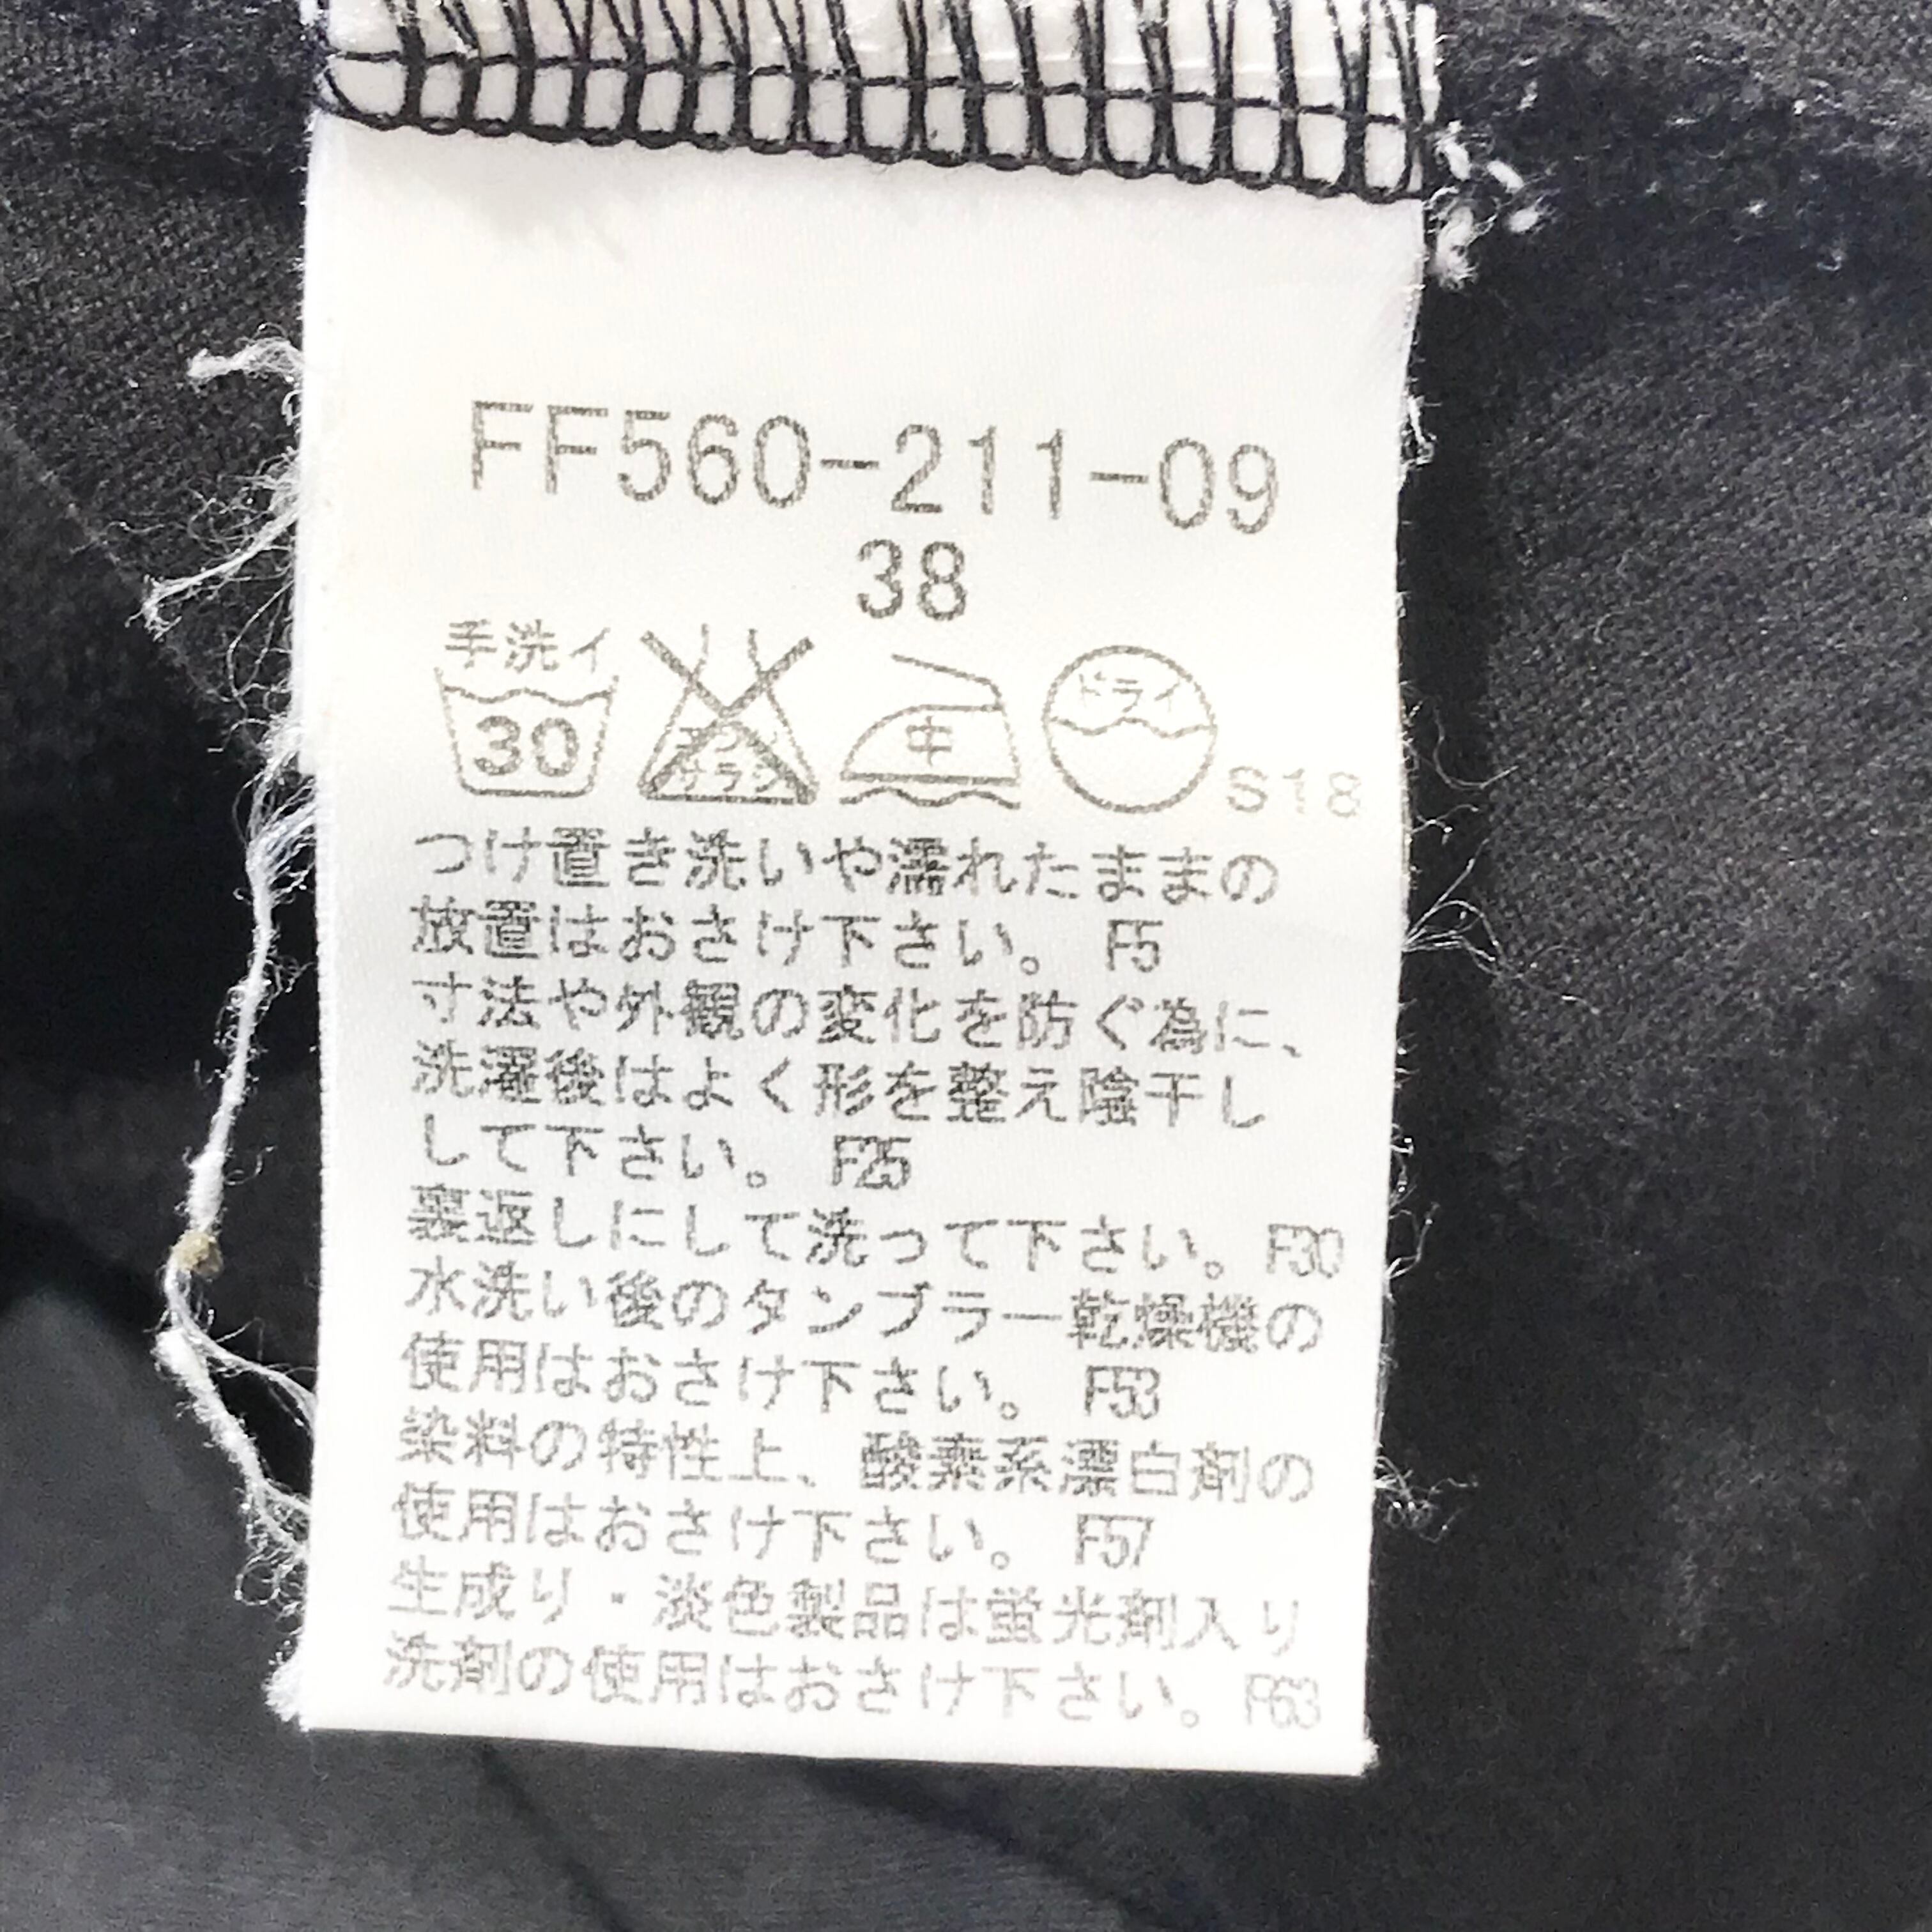 FF560-211-09
38
手洗イ
30
エンソ
サラシ
中
ドライ
S18
つけ置き洗いや濡れたままの
放置はおさけ下さい。 F5
寸法や外観の変化を防ぐ為に、
洗濯後はよく形を整え陰干し
して下さい。 F25
裏返しにして洗って下さい。 F30
水洗い後のタンブラー乾燥機の
使用はおさけ下さい。 F53
染料の特性上、酸素系漂白剤の
使用はおさけ下さい。 F57
生成り・淡色製品は蛍光剤入り
洗剤の使用はおさけ下さい。 F63